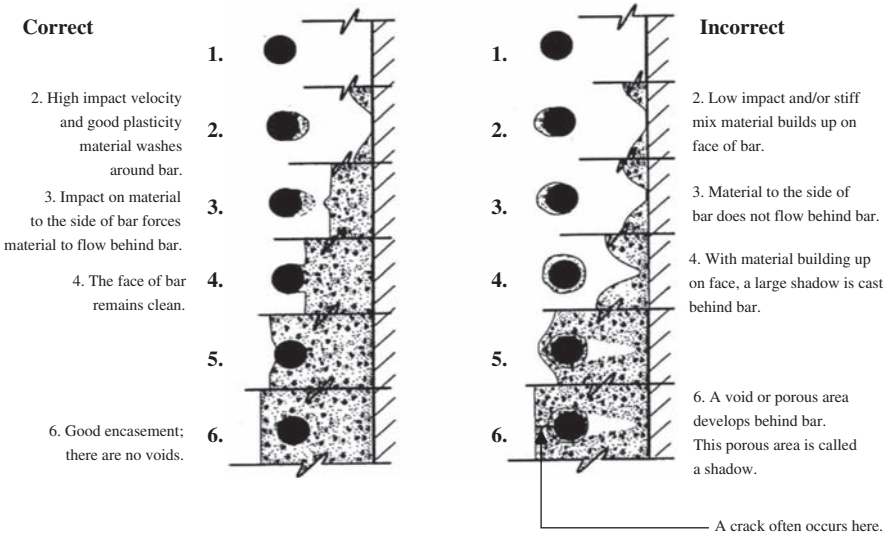 Correct
1.
2. High impact velocity
and good plasticity
material washes
around bar.
2.
3. Impact on material
to the side of bar forces
material to flow behind bar.
3.
4. The face of bar
remains clean.
4.
5.
6. Good encasement;
there are no voids.
6.
Incorrect
1.
2.
2. Low impact and/or stiff
mix material builds up on
face of bar.
3.
3. Material to the side of
bar does not flow behind bar.
4.
4. With material building up
on face, a large shadow is cast
behind bar.
5.
6.
6. A void or porous area
develops behind bar.
This porous area is called
a shadow.
A crack often occurs here.